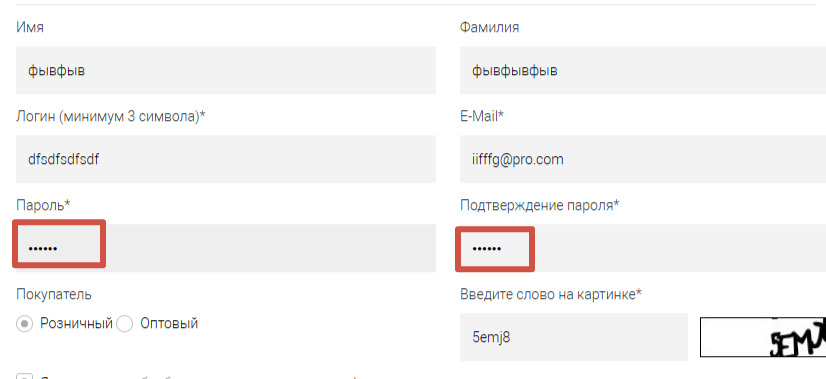 Имя
Фамилия
фывфыв
фывфывфыв
Логин (минимум 3 символа)*
E-Mail*
dfsdfsdfsdf
iifffg@pro.com
Пароль*
Подтверждение пароля*
••••••
••••••
Покупатель
Введите слово на картинке*
Розничный Оптовый
5emj8